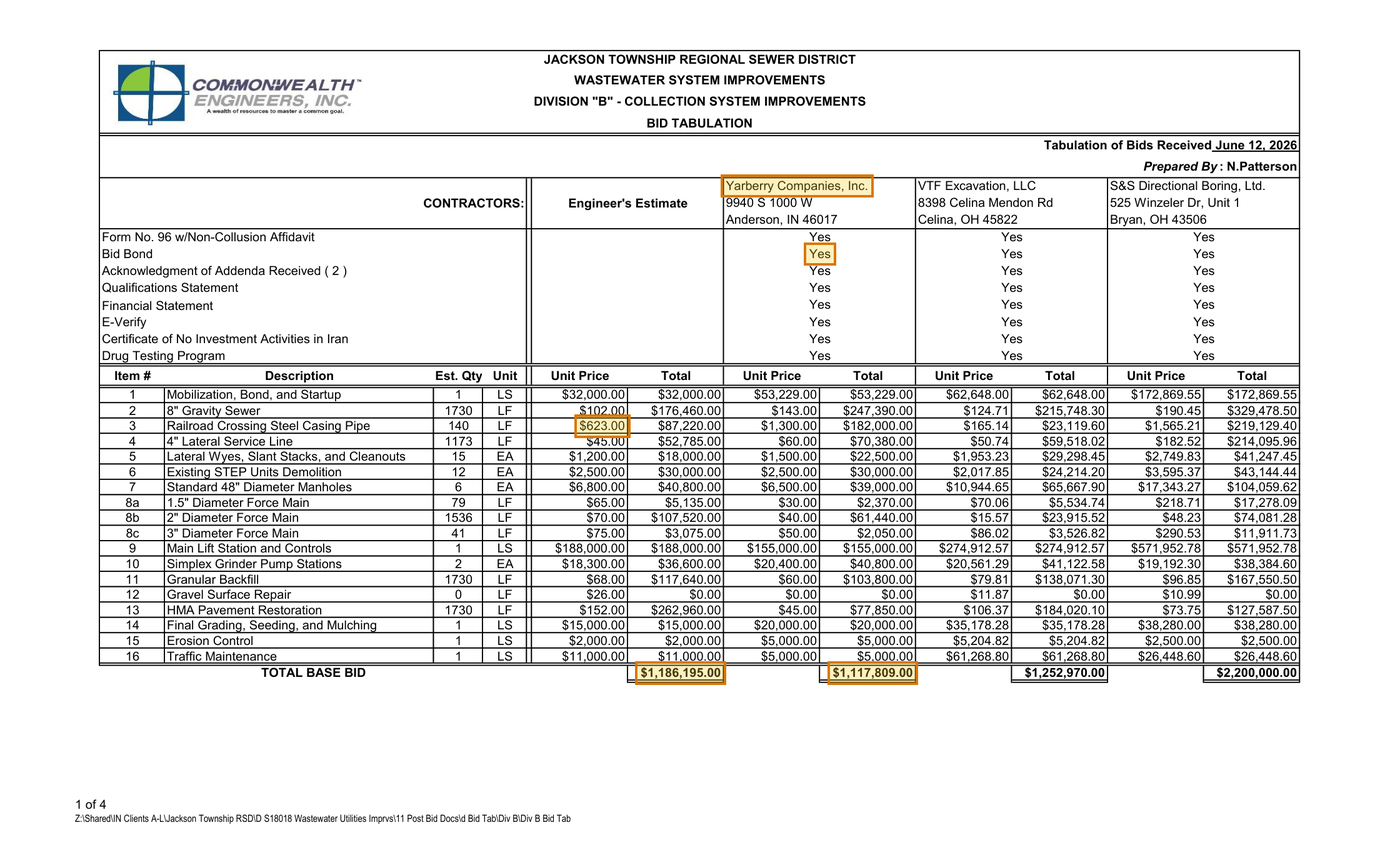 COMMONWEALTH
ENGINEERS, INC.
A wealth of resources to master a common goal.
JACKSON TOWNSHIP REGIONAL SEWER DISTRICT
WASTEWATER SYSTEM IMPROVEMENTS
DIVISION "B" - COLLECTION SYSTEM IMPROVEMENTS
BID TABULATION
Tabulation of Bids Received June 12, 2026
Prepared By : N.Patterson
CONTRACTORS: Engineer's Estimate
Yarberry Companies, Inc. VTF Excavation, LLC S&S Directional Boring, Ltd.
9940 S 1000 W 8398 Celina Mendon Rd 525 Winzeler Dr, Unit 1
Anderson, IN 46017 Celina, OH 45822 Bryan, OH 43506
Form No. 96 w/Non-Collusion Affidavit Yes Yes Yes
Bid Bond Yes Yes Yes
Acknowledgment of Addenda Received ( 2 ) Yes Yes Yes
Qualifications Statement Yes Yes Yes
Financial Statement Yes Yes Yes
E-Verify Yes Yes Yes
Certificate of No Investment Activities in Iran Yes Yes Yes
Drug Testing Program Yes Yes Yes
Item # Description Est. Qty Unit Unit Price Total Unit Price Total Unit Price Total Unit Price Total
1 Mobilization, Bond, and Startup 1 LS $32,000.00 $32,000.00 $53,229.00 $53,229.00 $62,648.00 $62,648.00 $172,869.55 $172,869.55
2 8" Gravity Sewer 1730 LF $102.00 $176,460.00 $143.00 $247,390.00 $124.71 $215,748.30 $190.45 $329,478.50
3 Railroad Crossing Steel Casing Pipe 140 LF $623.00 $87,220.00 $1,300.00 $182,000.00 $165.14 $23,119.60 $1,565.21 $219,129.40
4 4" Lateral Service Line 1173 LF $45.00 $52,785.00 $60.00 $70,380.00 $50.74 $59,518.02 $182.52 $214,095.96
5 Lateral Wyes, Slant Stacks, and Cleanouts 15 EA $1,200.00 $18,000.00 $1,500.00 $22,500.00 $1,953.23 $29,298.45 $2,749.83 $41,247.45
6 Existing STEP Units Demolition 12 EA $2,500.00 $30,000.00 $2,500.00 $30,000.00 $2,017.85 $24,214.20 $3,595.37 $43,144.44
7 Standard 48" Diameter Manholes 6 EA $6,800.00 $40,800.00 $6,500.00 $39,000.00 $10,944.65 $65,667.90 $17,343.27 $104,059.62
8a 1.5" Diameter Force Main 79 LF $65.00 $5,135.00 $30.00 $2,370.00 $70.06 $5,534.74 $218.71 $17,278.09
8b 2" Diameter Force Main 1536 LF $70.00 $107,520.00 $40.00 $61,440.00 $15.57 $23,915.52 $48.23 $74,081.28
8c 3" Diameter Force Main 41 LF $75.00 $3,075.00 $50.00 $2,050.00 $86.02 $3,526.82 $290.53 $11,911.73
9 Main Lift Station and Controls 1 LS $188,000.00 $188,000.00 $155,000.00 $155,000.00 $274,912.57 $274,912.57 $571,952.78 $571,952.78
10 Simplex Grinder Pump Stations 2 EA $18,300.00 $36,600.00 $20,400.00 $40,800.00 $20,561.29 $41,122.58 $19,192.30 $38,384.60
11 Granular Backfill 1730 LF $68.00 $117,640.00 $60.00 $103,800.00 $79.81 $138,071.30 $96.85 $167,550.50
12 Gravel Surface Repair 0 LF $26.00 $0.00 $0.00 $0.00 $11.87 $0.00 $10.99 $0.00
13 HMA Pavement Restoration 1730 LF $152.00 $262,960.00 $45.00 $77,850.00 $106.37 $184,020.10 $73.75 $127,587.50
14 Final Grading, Seeding, and Mulching 1 LS $15,000.00 $15,000.00 $20,000.00 $20,000.00 $35,178.28 $35,178.28 $38,280.00 $38,280.00
15 Erosion Control 1 LS $2,000.00 $2,000.00 $5,000.00 $5,000.00 $5,204.82 $5,204.82 $2,500.00 $2,500.00
16 Traffic Maintenance 1 LS $11,000.00 $11,000.00 $5,000.00 $5,000.00 $61,268.80 $61,268.80 $26,448.60 $26,448.60
TOTAL BASE BID $1,186,195.00 $1,117,809.00 $1,252,970.00 $2,200,000.00
1 of 4
Z:\Shared\IN Clients A-L\Jackson Township RSD\D S18018 Wastewater Utilities Imprvs\11 Post Bid Docs\d Bid Tab\Div B\Div B Bid Tab